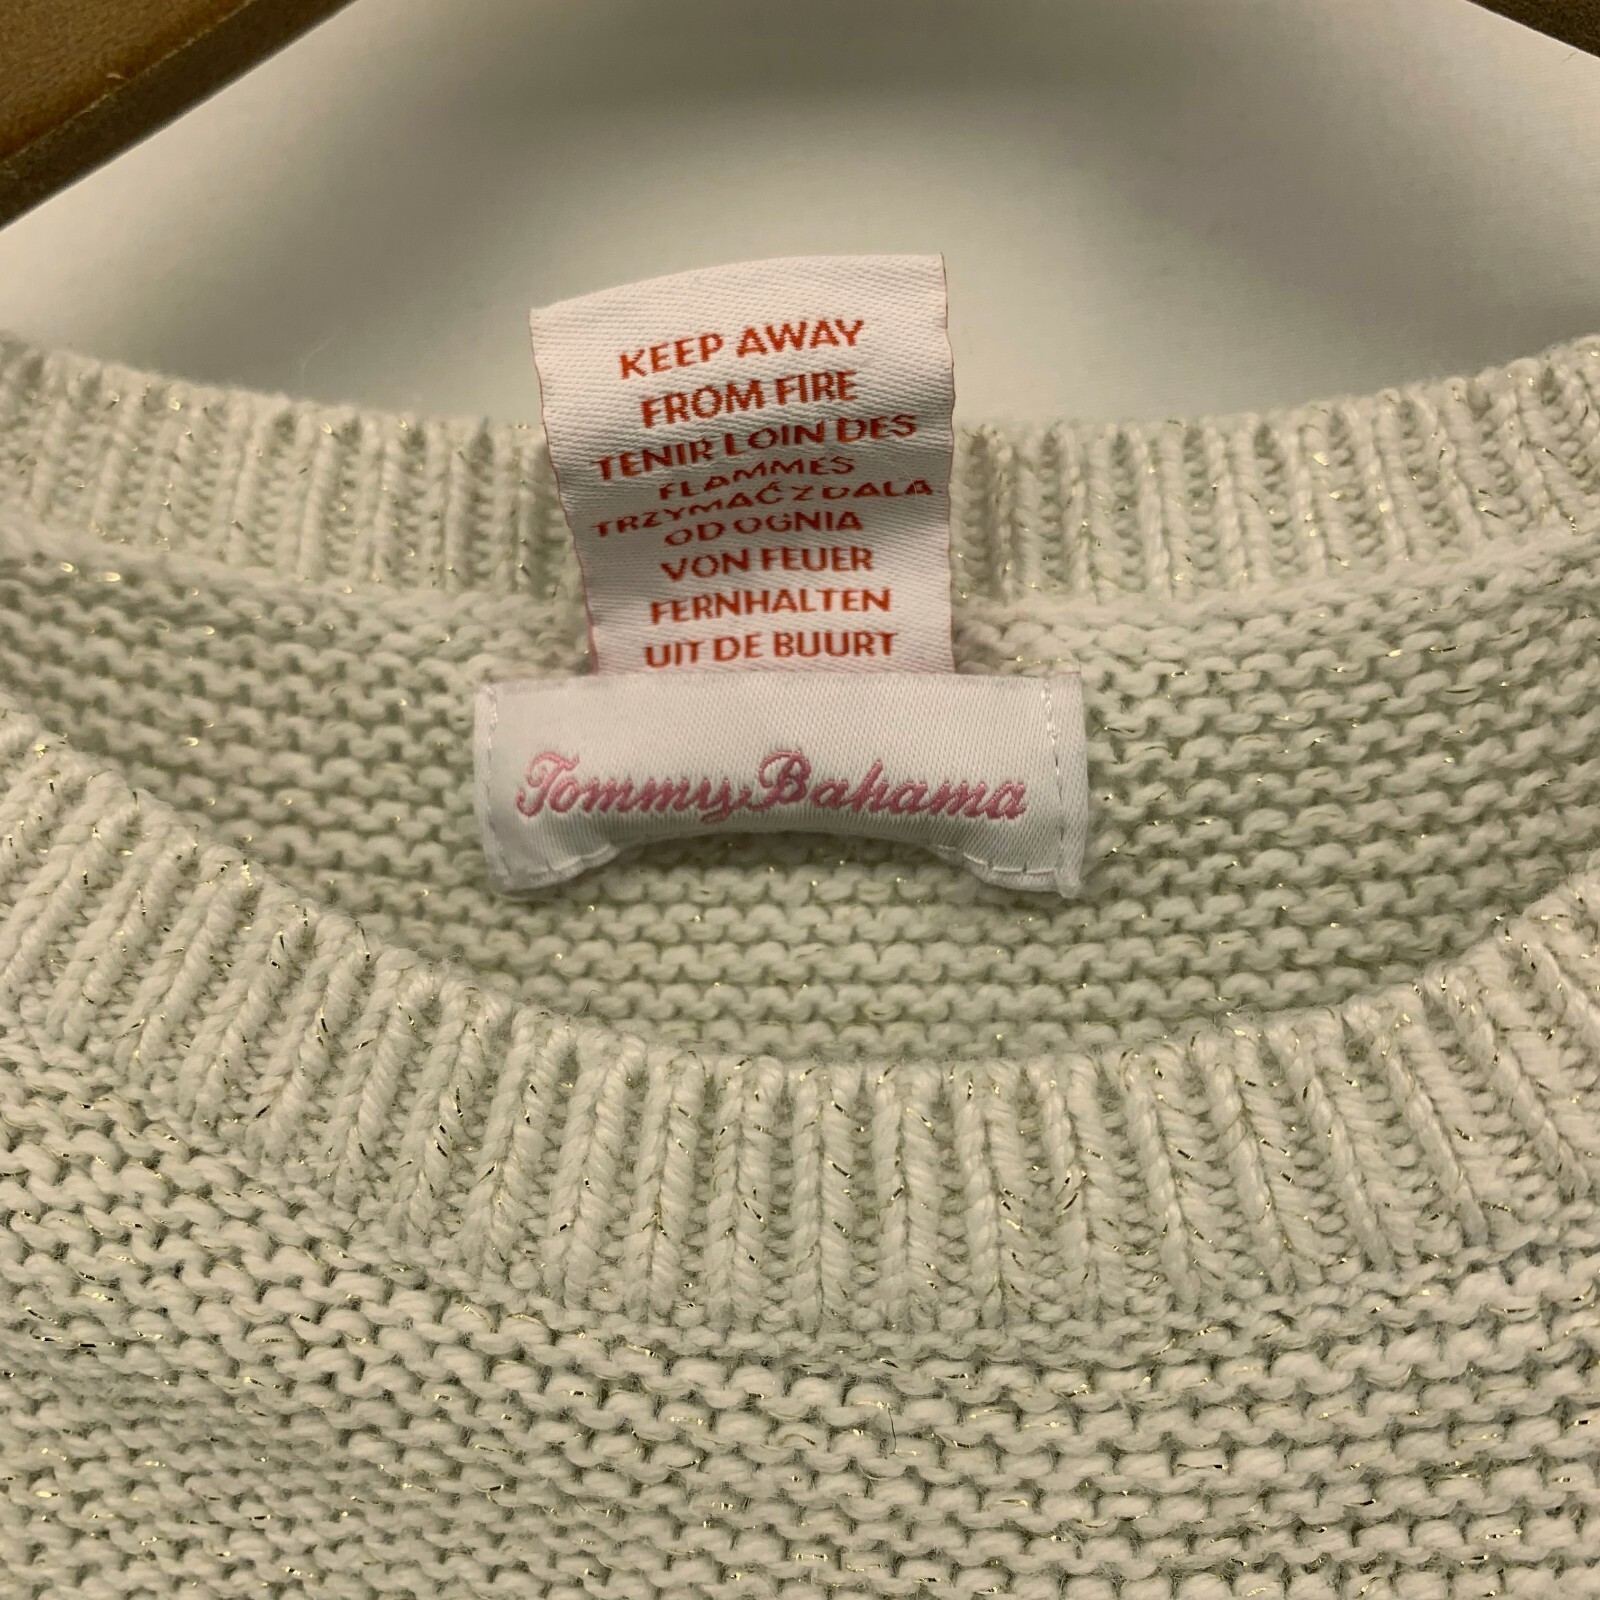 KEEP AWAY
FROM FIRE
TENIR LOIN DES
FLAMMES
TRZYMAĆ Z DALA
OD OGNIA
VON FEUER
FERNHALTEN
UIT DE BUURT
Tommy Bahama